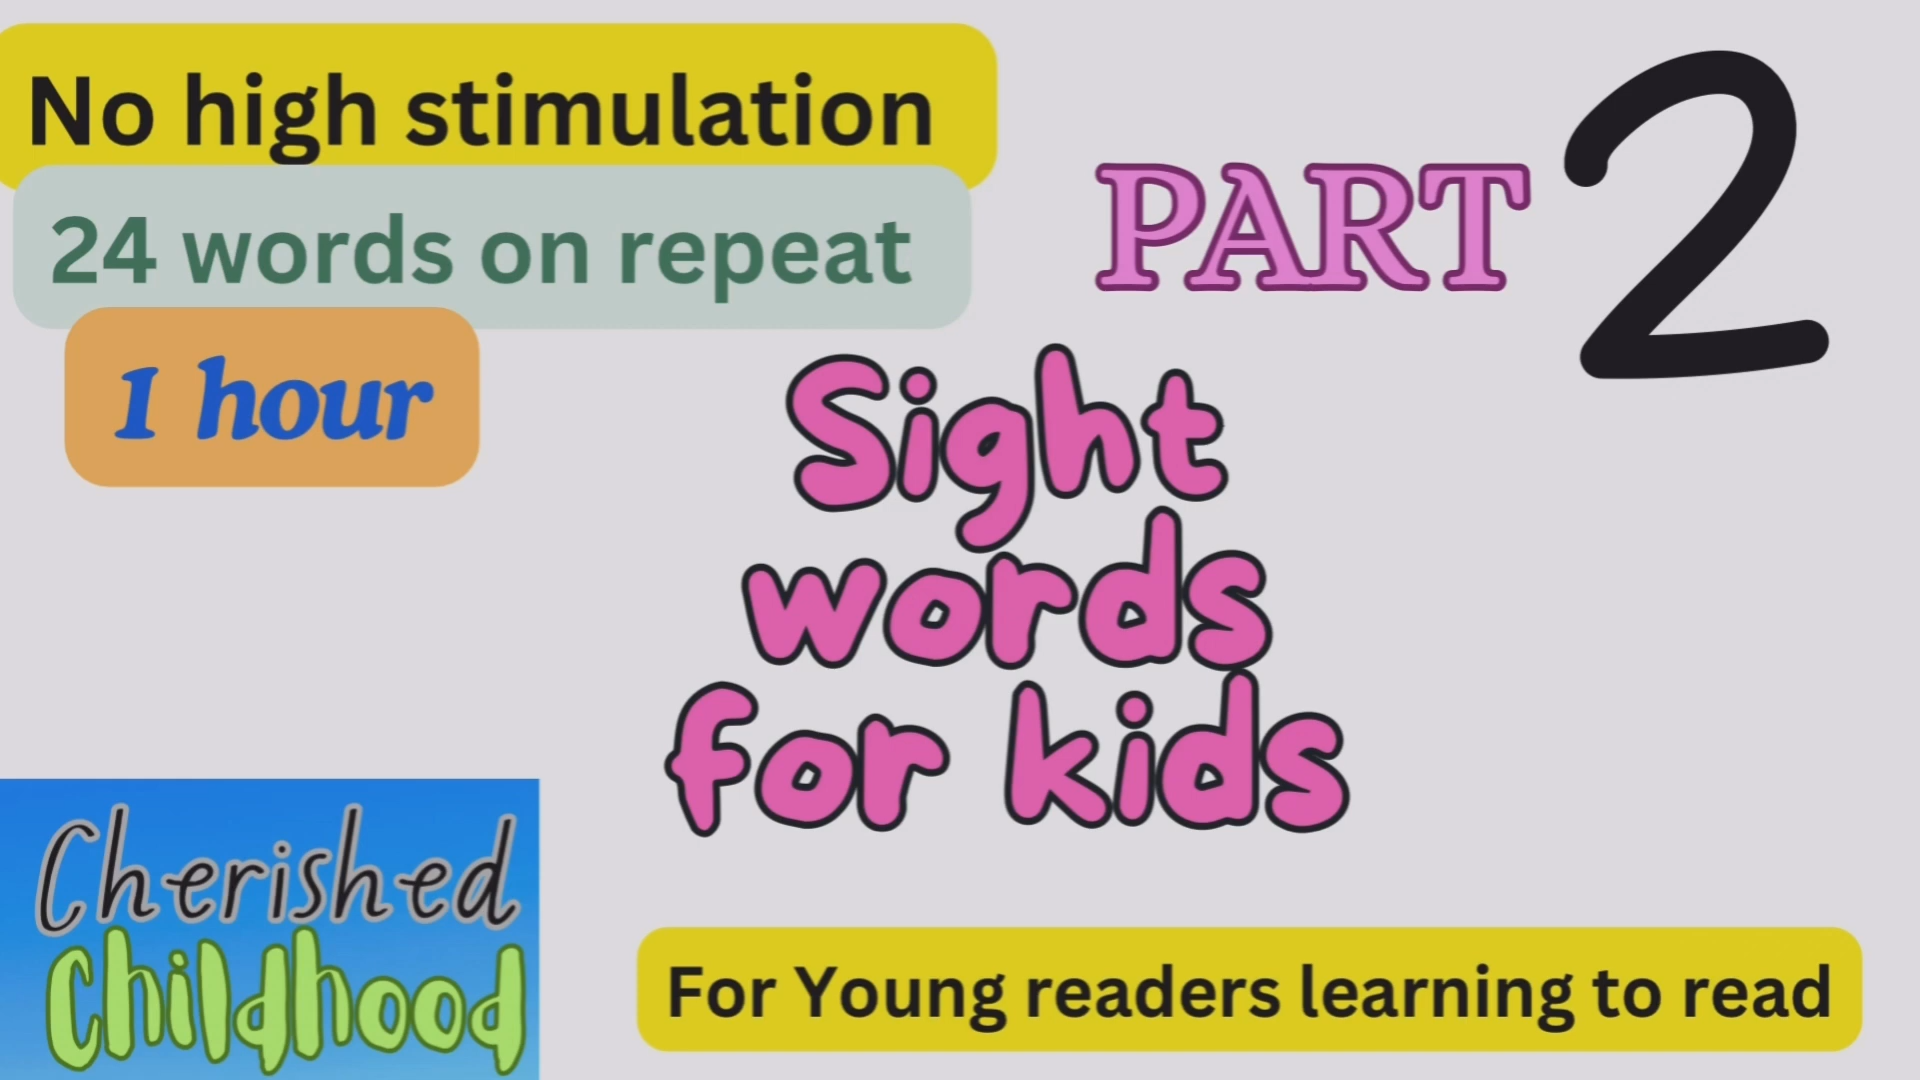 No high stimulation
24 words on repeat
1 hour
PART 2
Sight
words
for kids
Cherished
Childhood
For Young readers learning to read